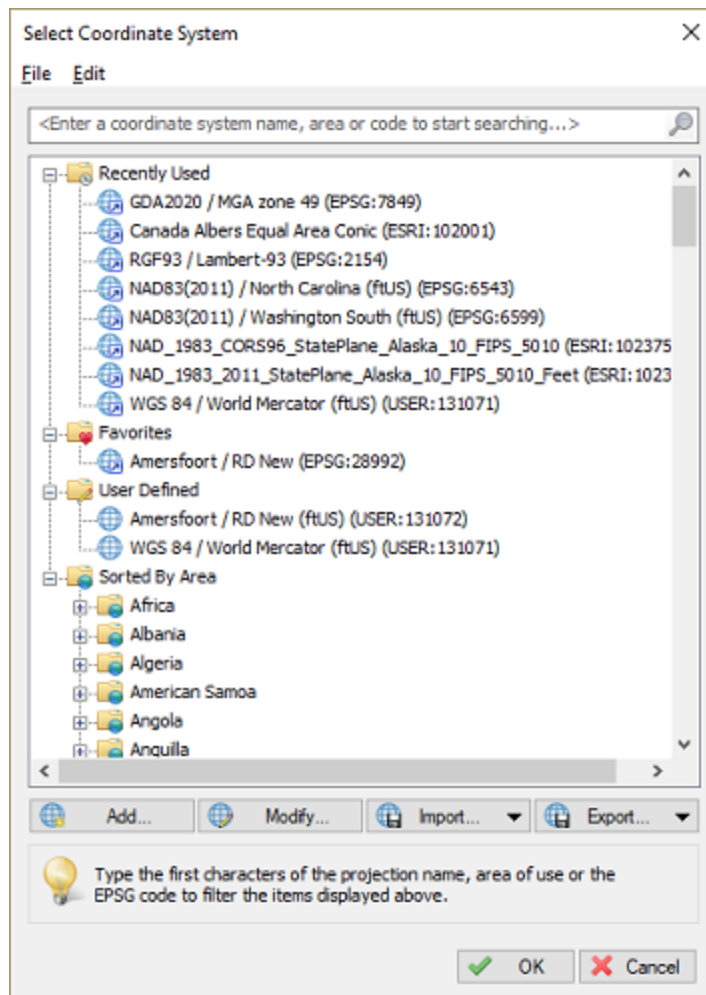 Select Coordinate System
File Edit
<Enter a coordinate system name, area or code to start searching...>
Recently Used
GDA2020 / MGA zone 49 (EPSG:7849)
Canada Albers Equal Area Conic (ESRI:102001)
RGF93 / Lambert-93 (EPSG:2154)
NAD83(2011) / North Carolina (ftUS) (EPSG:6543)
NAD83(2011) / Washington South (ftUS) (EPSG:6599)
NAD_1983_CORS96_StatePlane_Alaska_10_FIPS_5010 (ESRI:102375
NAD_1983_2011_StatePlane_Alaska_10_FIPS_5010_Feet (ESRI:1023
WGS 84 / World Mercator (ftUS) (USER:131071)
Favorites
Amersfoort / RD New (EPSG:28992)
User Defined
Amersfoort / RD New (ftUS) (USER:131072)
WGS 84 / World Mercator (ftUS) (USER:131071)
Sorted By Area
Africa
Albania
Algeria
American Samoa
Angola
Anguilla
Add... Modify... Import... Export...
Type the first characters of the projection name, area of use or the
EPSG code to filter the items displayed above.
OK Cancel